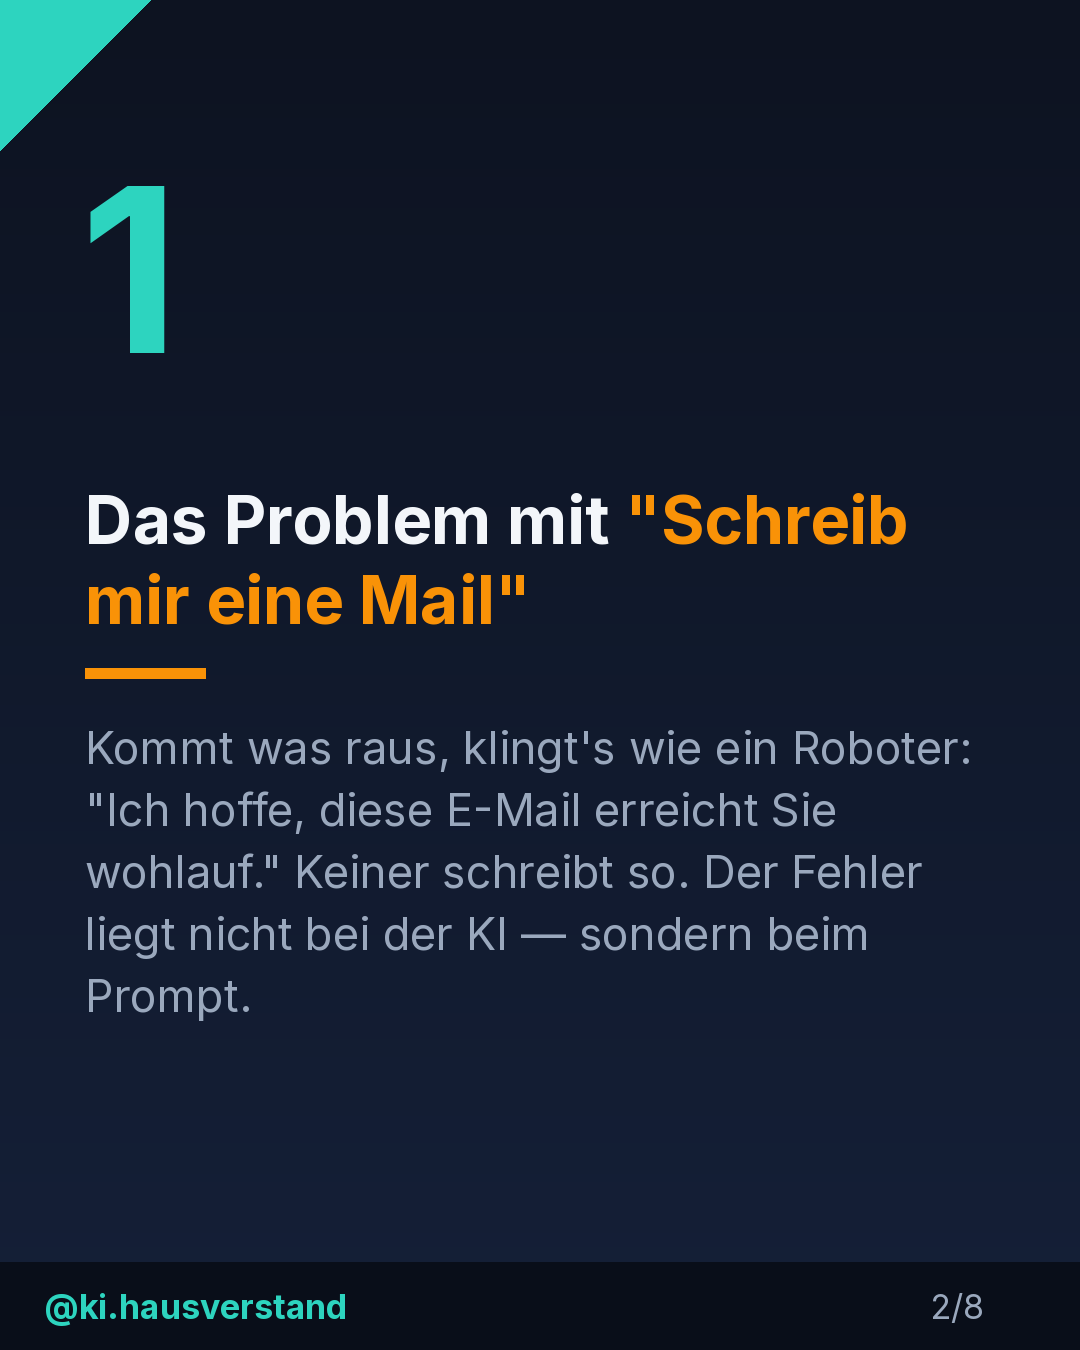 1
Das Problem mit "Schreib
mir eine Mail"
Kommt was raus, klingt's wie ein Roboter:
"Ich hoffe, diese E-Mail erreicht Sie
wohlauf." Keiner schreibt so. Der Fehler
liegt nicht bei der KI — sondern beim
Prompt.
@ki.hausverstand
2/8